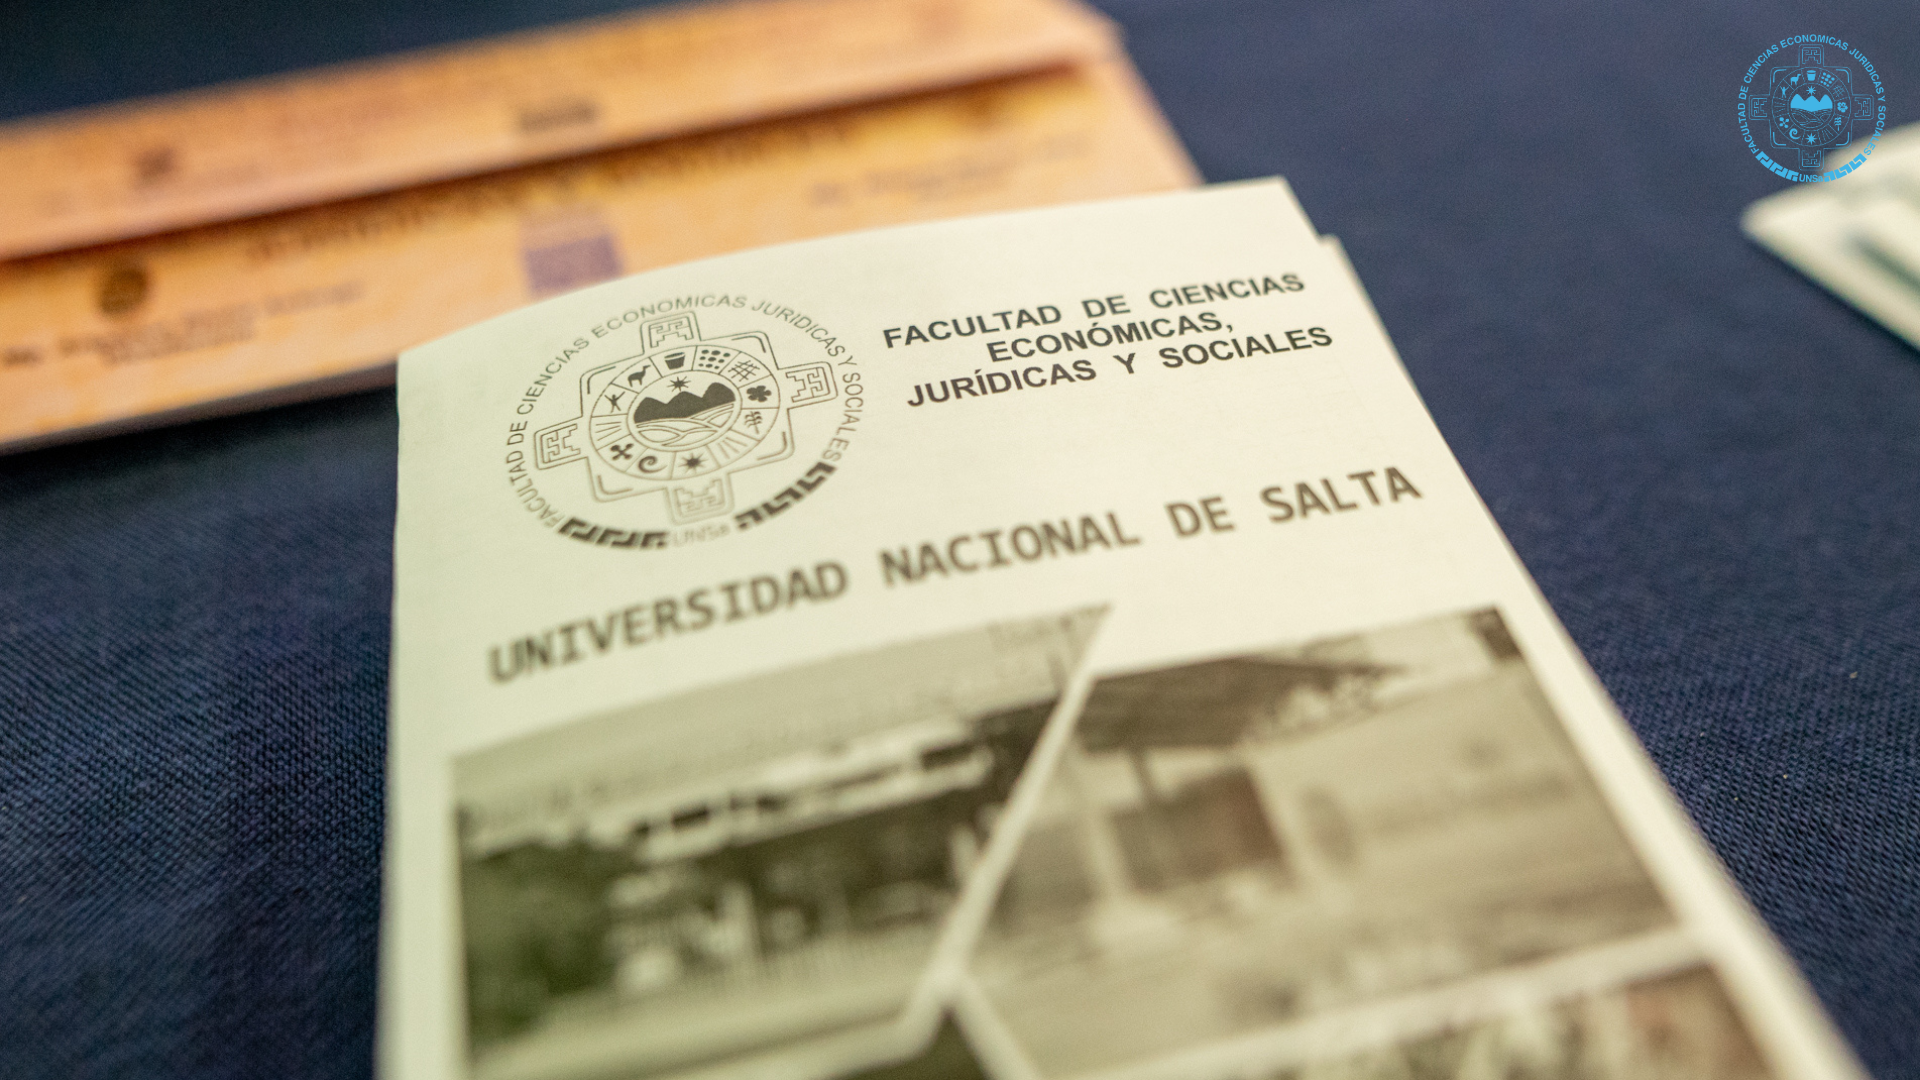 FACULTAD DE CIENCIAS ECONOMICAS JURIDICAS Y SOCIALES
UNSa
FACULTAD DE CIENCIAS ECONOMICAS JURIDICAS Y SOCIALES
UNSa
FACULTAD DE CIENCIAS
ECONÓMICAS,
JURÍDICAS Y SOCIALES
UNIVERSIDAD NACIONAL DE SALTA